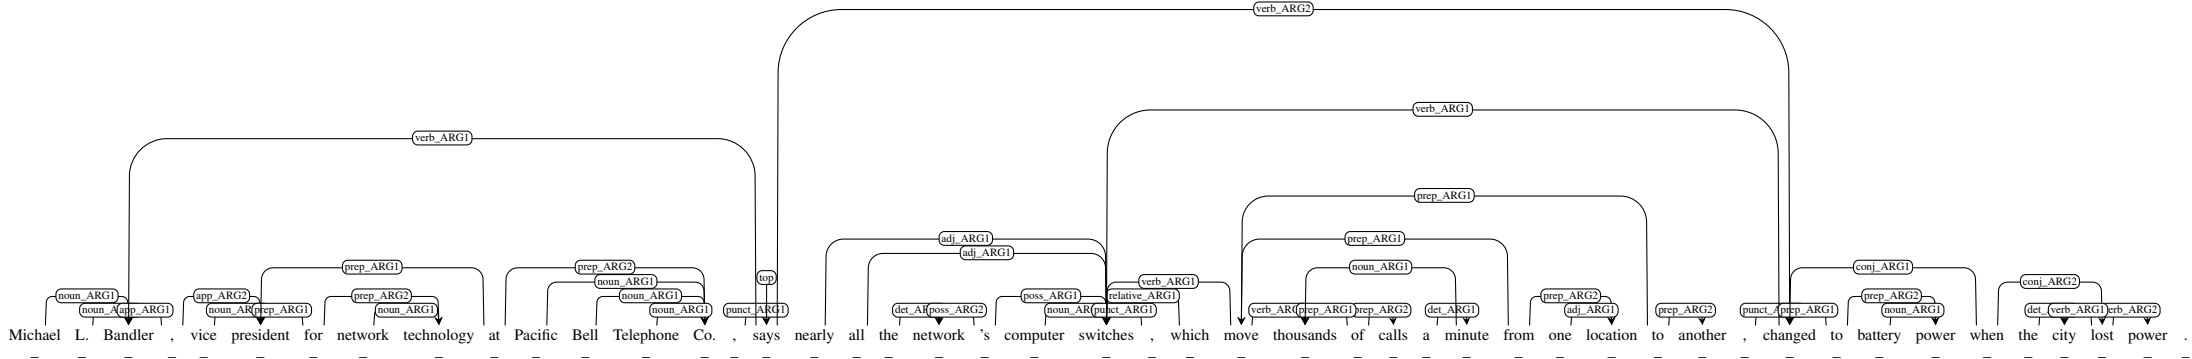 verb_ARG2
verb_ARG1
verb_ARG1
prep_ARG1
adj_ARG1 prep_ARG1
adj_ARG1
prep_ARG1 prep_ARG2 noun_ARG1 conj_ARG1
top
noun_ARG1 verb_ARG1 conj_ARG2
noun_ARG1 app_ARG2 prep_ARG2 noun_ARG1 poss_ARG1 relative_ARG1 prep_ARG2 prep_ARG2
app_ARG1 prep_ARG1 noun_ARG1 noun_ARG1 punct_ARG1 poss_ARG2 punct_ARG1 prep_ARG1 det_ARG1 adj_ARG1 prep_ARG2 prep_ARG1 noun_ARG1 verb_ARG1
Michael L. Bandler , vice president for network technology at Pacific Bell Telephone Co. , says nearly all the network 's computer switches , which move thousands of calls a minute from one location to another , changed to battery power when the city lost power .